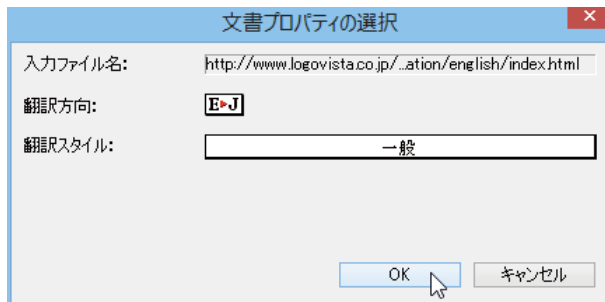 文書プロパティの選択
入力ファイル名: http://www.logovista.co.jp/..ation/english/index.html
翻訳方向: E▸J
翻訳スタイル: 一般
OK キャンセル